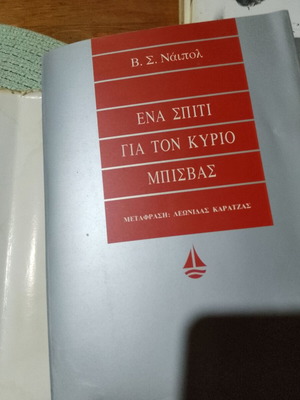 Β. Σ. Νάιπολ
ΕΝΑ ΣΠΙΤΙ
ΓΙΑ ΤΟΝ ΚΥΡΙΟ
ΜΠΙΣΒΑΣ
ΜΕΤΑΦΡΑΣΗ: ΛΕΩΝΙΔΑΣ ΚΑΡΑΤΖΑΣ